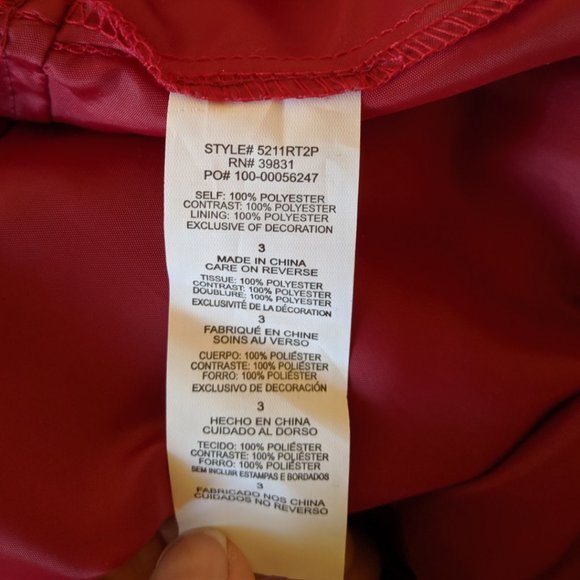 STYLE# 5211RT2P
RN# 39831
PO# 100-00056247
SELF: 100% POLYESTER
CONTRAST: 100% POLYESTER
LINING: 100% POLYESTER
EXCLUSIVE OF DECORATION
3
MADE IN CHINA
CARE ON REVERSE
TISSUE: 100% POLYESTER
CONTRAST: 100% POLYESTER
DOUBLURE: 100% POLYESTER
EXCLUSIVITÉ DE LA DÉCORATION
3
FABRIQUÉ EN CHINE
SOINS AU VERSO
CUERPO: 100% POLIÉSTER
CONTRASTE: 100% POLIÉSTER
FORRO: 100% POLIÉSTER
EXCLUSIVO DE DECORACIÓN
3
HECHO EN CHINA
CUIDADO AL DORSO
TECIDO: 100% POLIÉSTER
CONTRASTE: 100% POLIÉSTER
FORRO: 100% POLIÉSTER
SEM INCLUIR ESTAMPAS E BORDADOS
3
FABRICADO NOS CHINA
CUIDADOS NO REVERSO